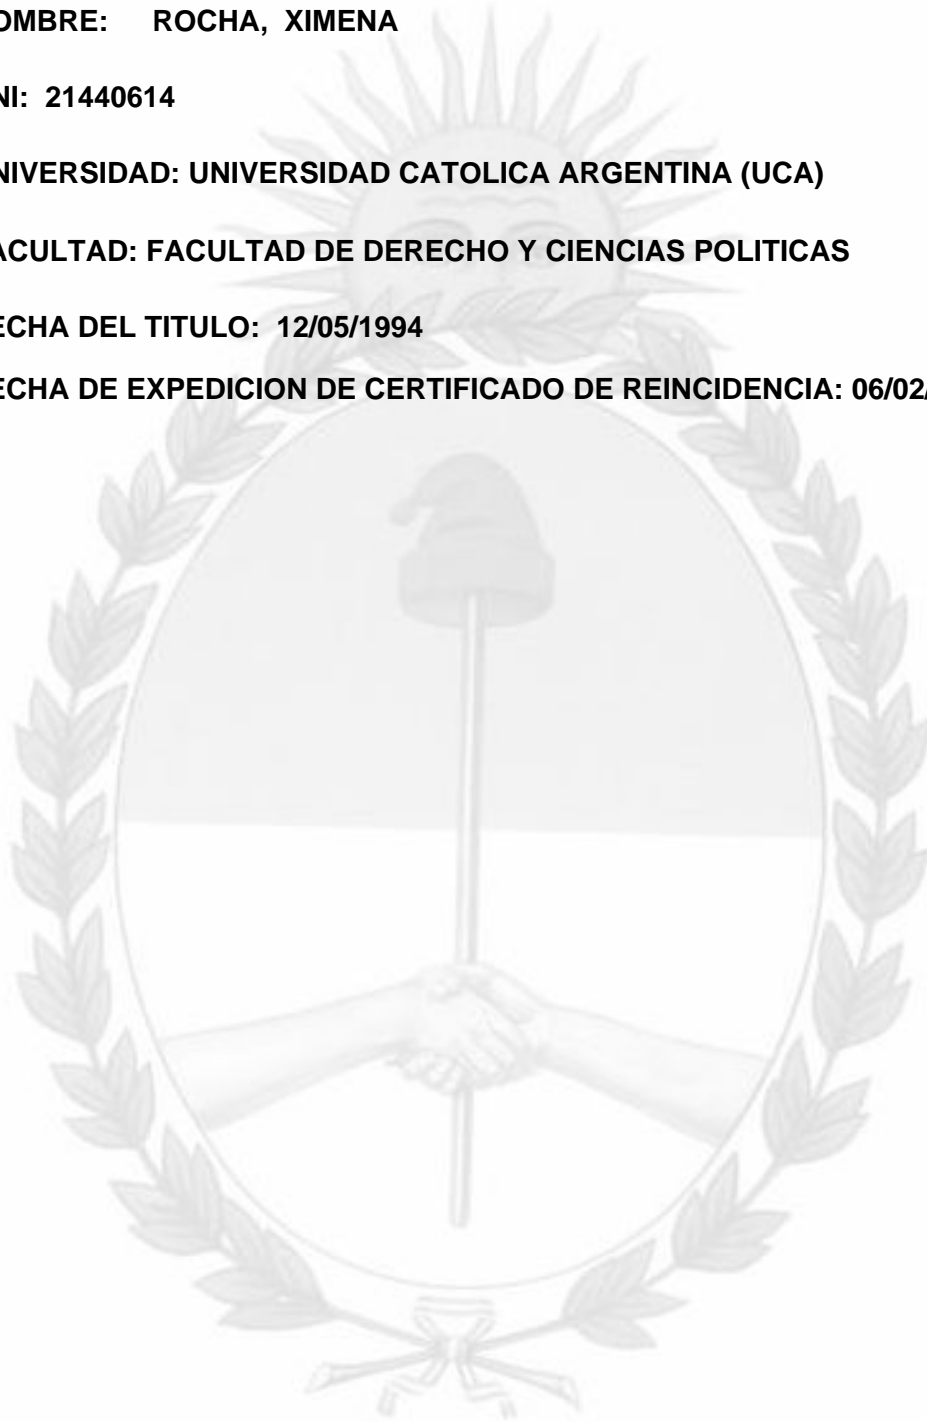 OMBRE: ROCHA, XIMENA
NI: 21440614
NIVERSIDAD: UNIVERSIDAD CATOLICA ARGENTINA (UCA)
ACULTAD: FACULTAD DE DERECHO Y CIENCIAS POLITICAS
ECHA DEL TITULO: 12/05/1994
ECHA DE EXPEDICION DE CERTIFICADO DE REINCIDENCIA: 06/02/